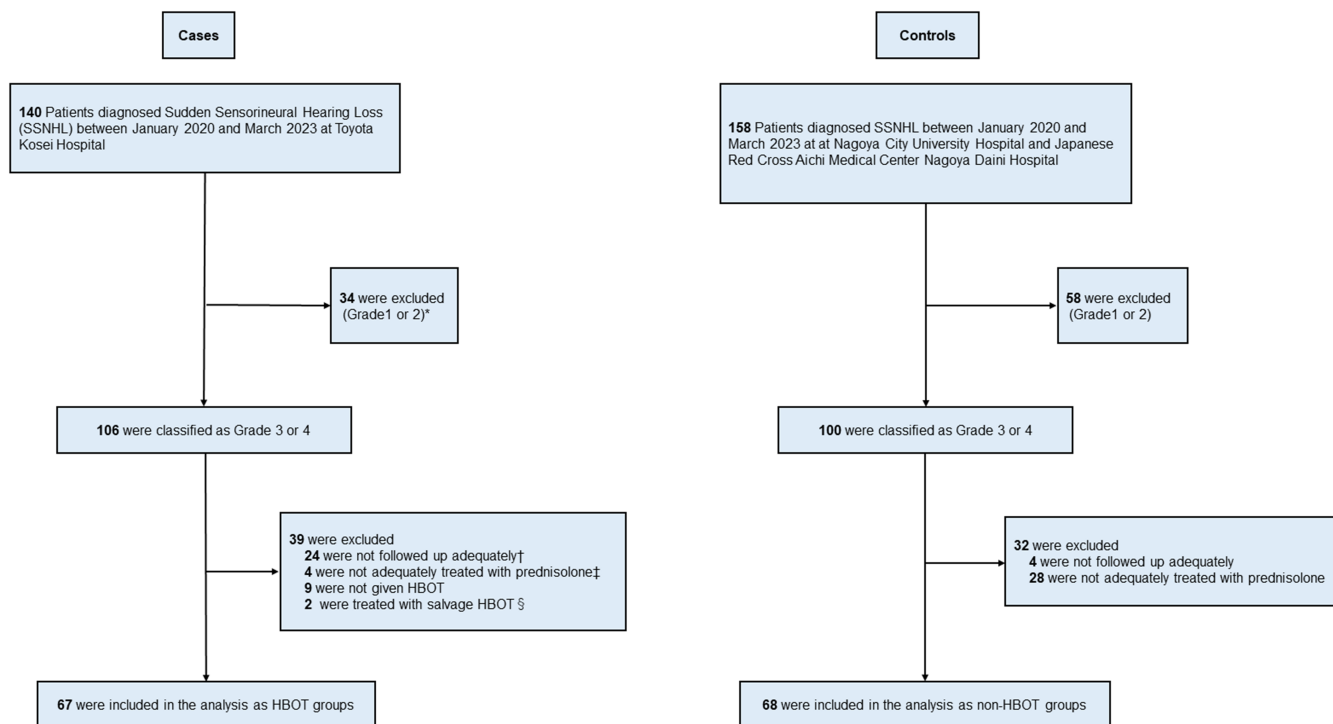 Cases
140 Patients diagnosed Sudden Sensorineural Hearing Loss
(SSNHL) between January 2020 and March 2023 at Toyota
Kosei Hospital
34 were excluded
(Grade1 or 2)*
106 were classified as Grade 3 or 4
39 were excluded
24 were not followed up adequately†
4 were not adequately treated with prednisolone‡
9 were not given HBOT
2 were treated with salvage HBOT §
67 were included in the analysis as HBOT groups
Controls
158 Patients diagnosed SSNHL between January 2020 and
March 2023 at at Nagoya City University Hospital and Japanese
Red Cross Aichi Medical Center Nagoya Daini Hospital
58 were excluded
(Grade1 or 2)
100 were classified as Grade 3 or 4
32 were excluded
4 were not followed up adequately
28 were not adequately treated with prednisolone
68 were included in the analysis as non-HBOT groups